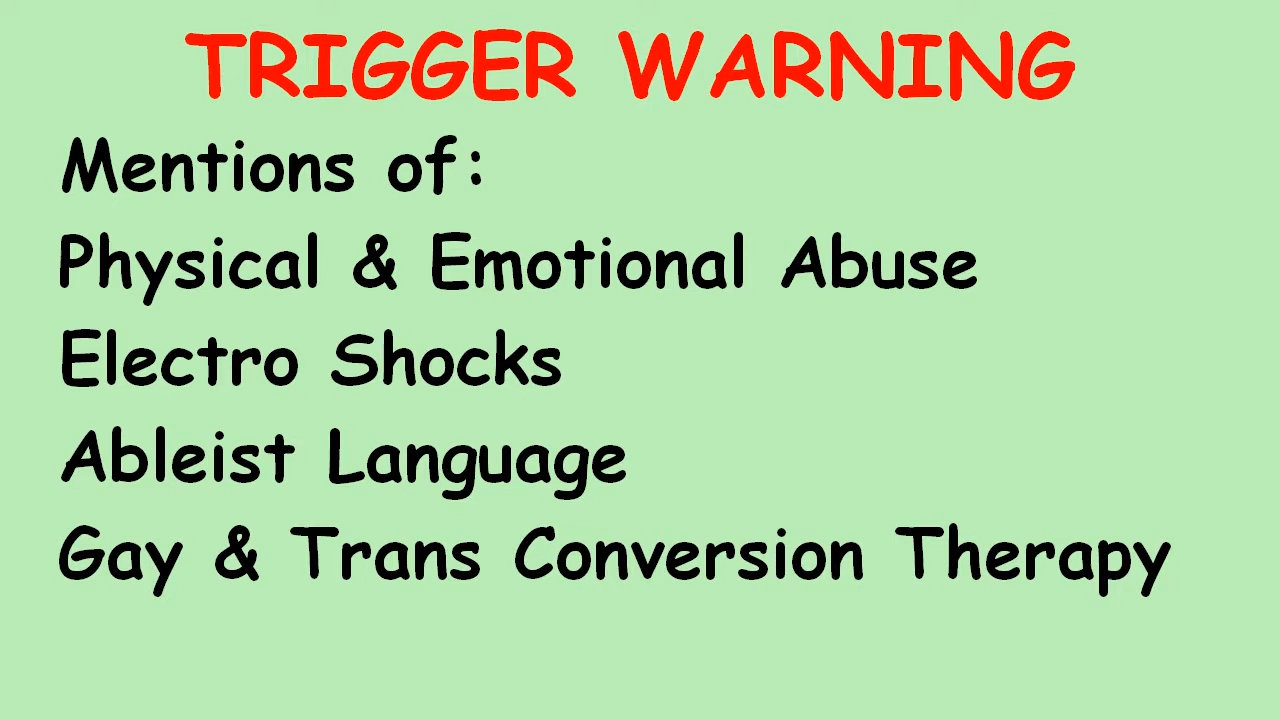 TRIGGER WARNING
Mentions of:
Physical & Emotional Abuse
Electro Shocks
Ableist Language
Gay & Trans Conversion Therapy